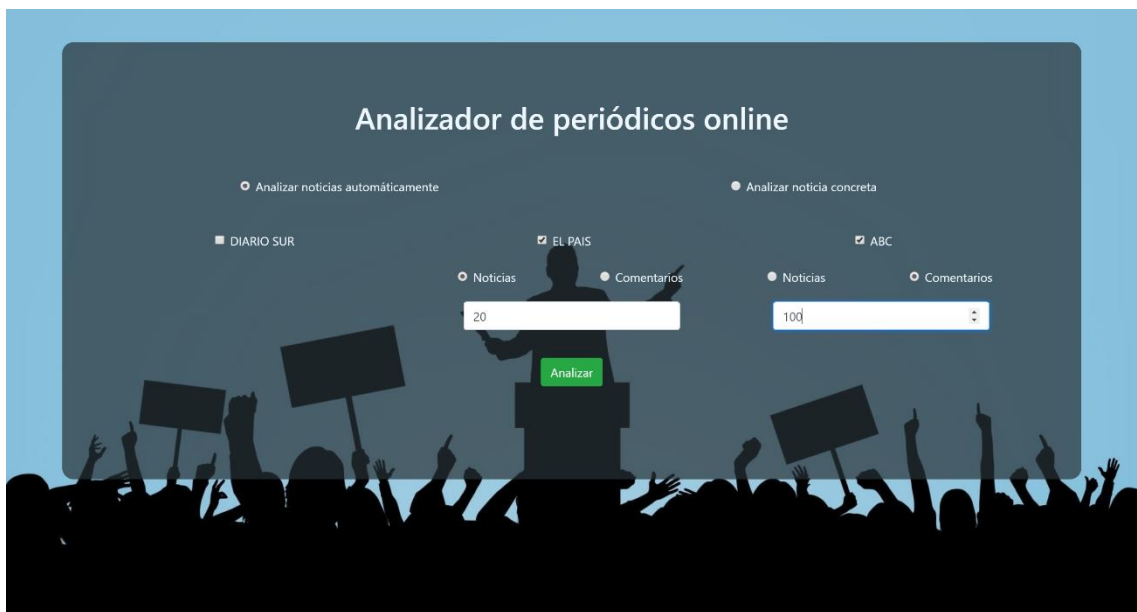 Analizador de periódicos online
Analizar noticias automáticamente Analizar noticia concreta
DIARIO SUR EL PAIS ABC
Noticias Comentarios Noticias Comentarios
20 100
Analizar